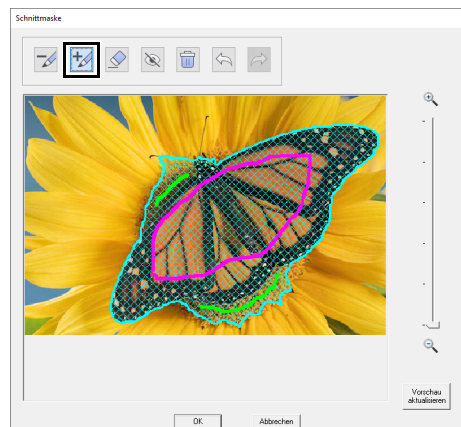 Schnittmaske
Vorschau
aktualisieren
OK
Abbrechen